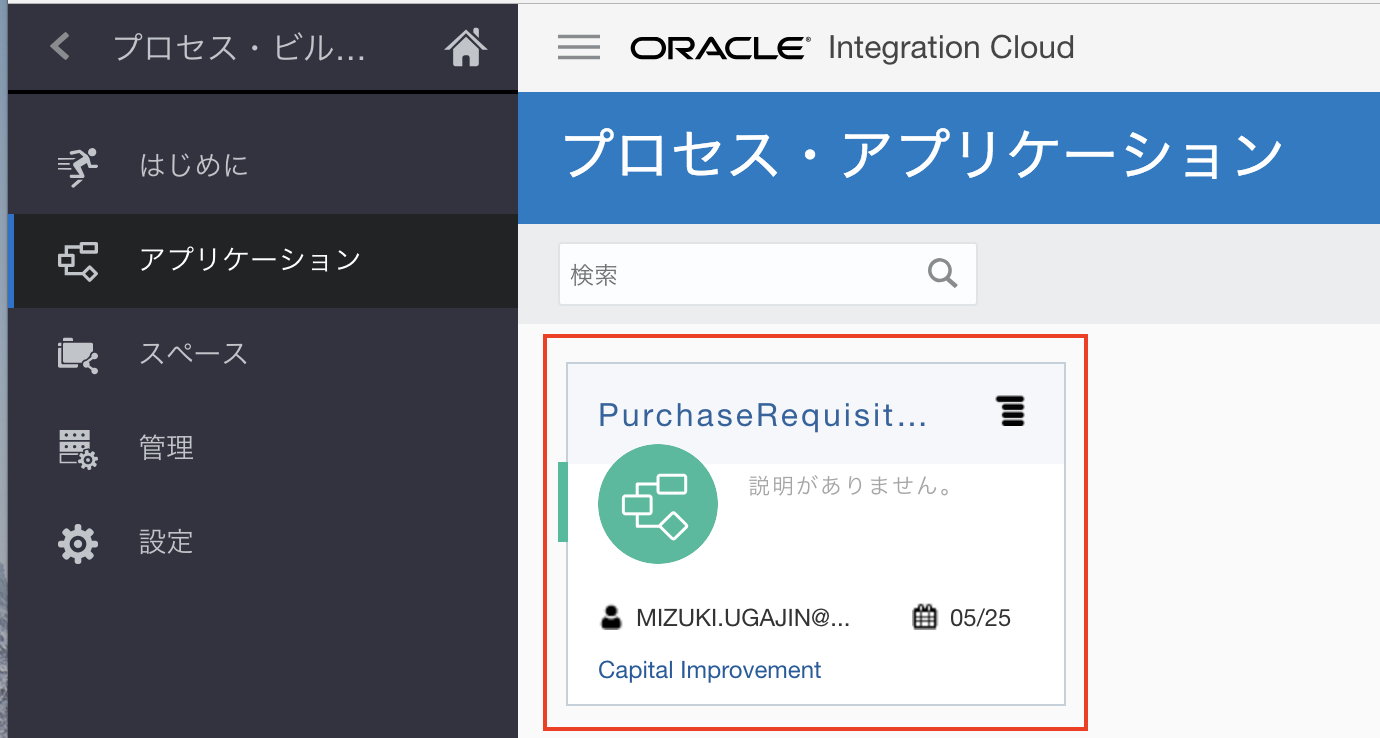 プロセス・ビル...
ORACLE® Integration Cloud
はじめに
アプリケーション
スペース
管理
設定
プロセス・アプリケーション
検索
PurchaseRequisit...
説明がありません。
MIZUKI.UGAJIN@... 05/25
Capital Improvement